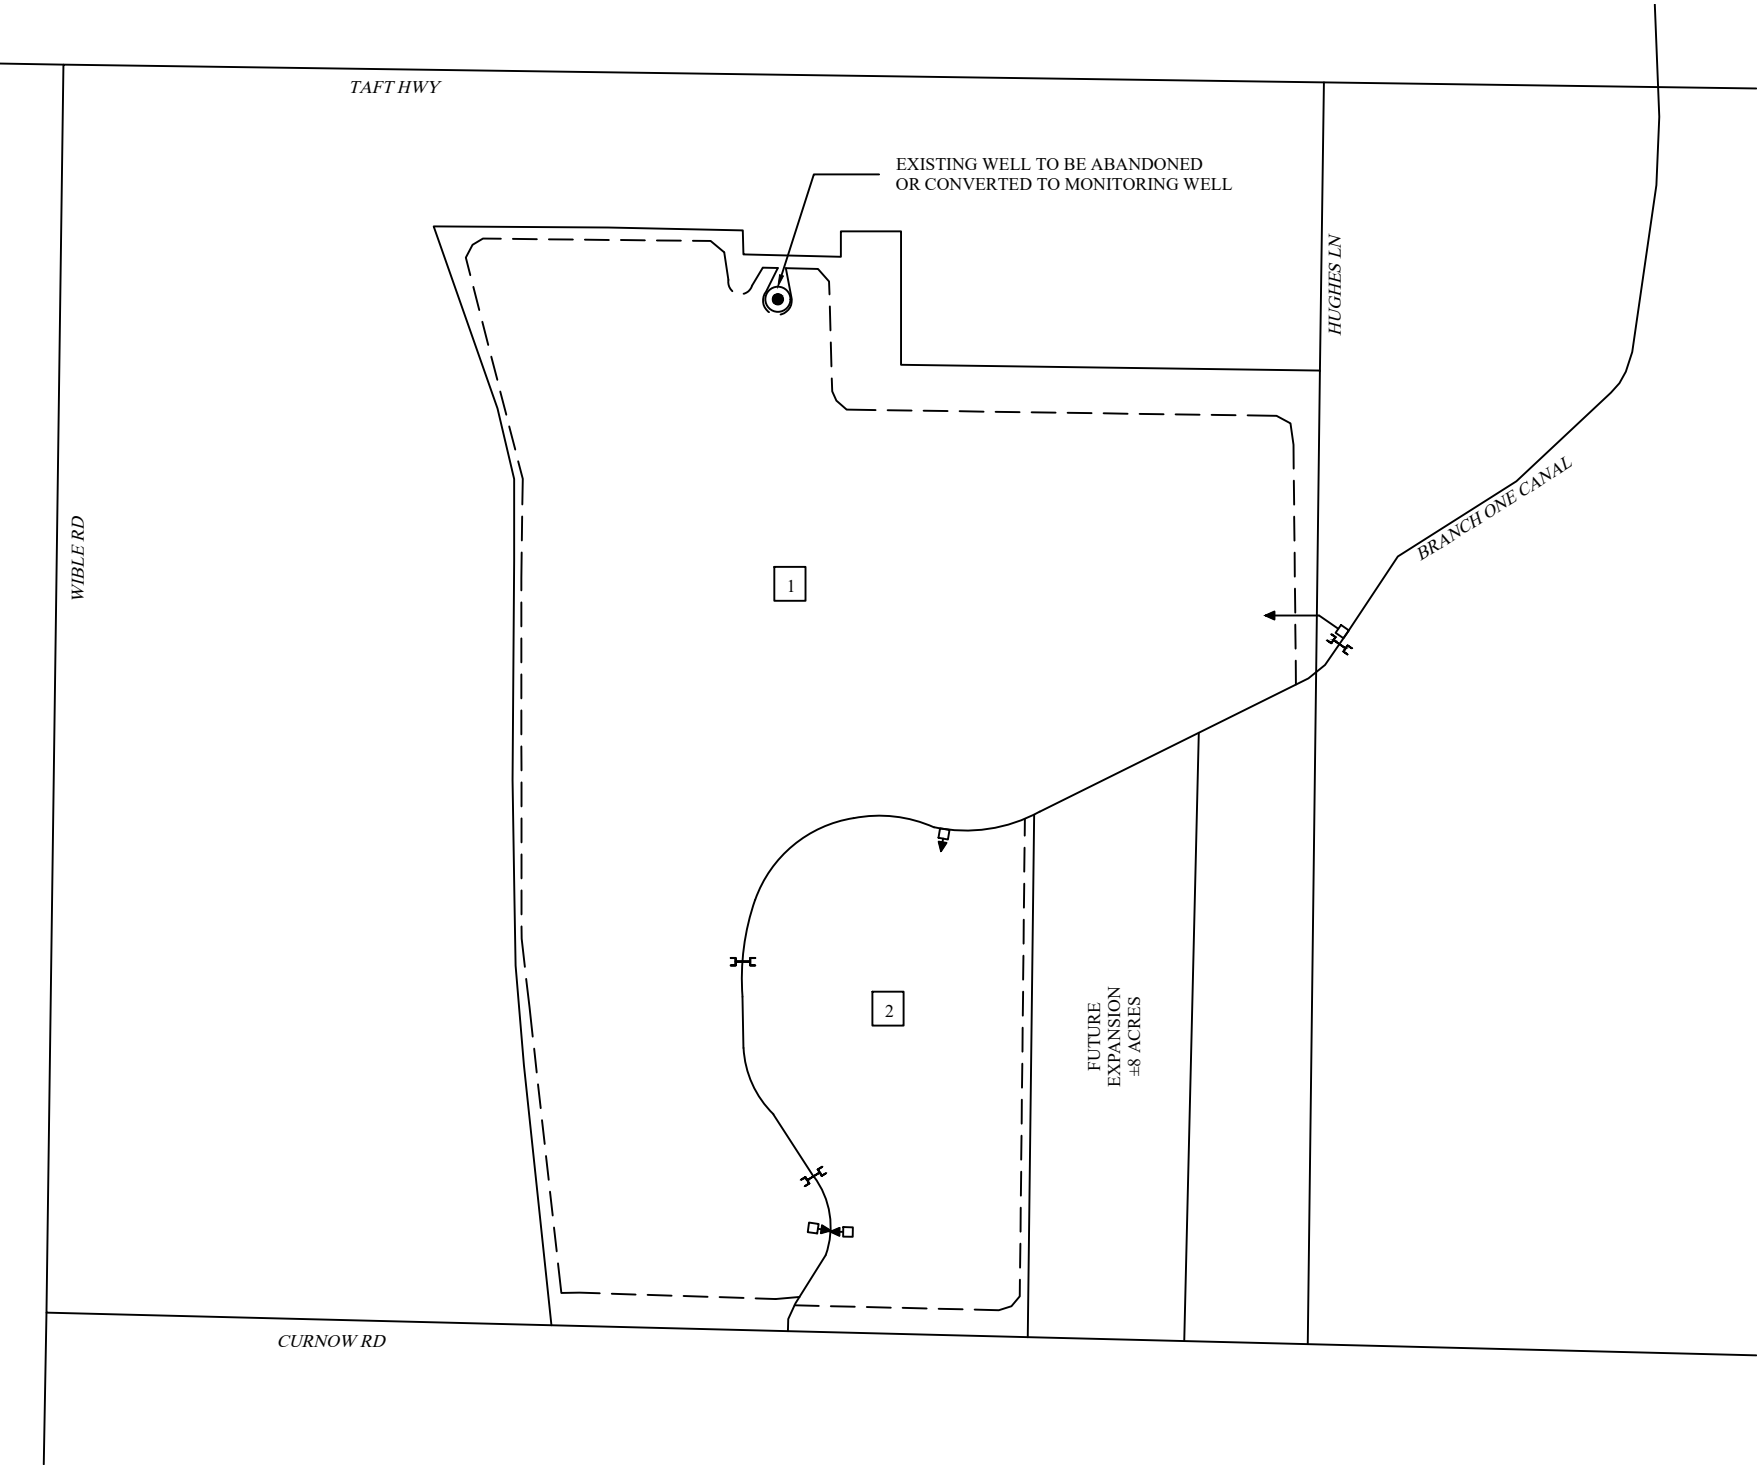 TAFT HWY
EXISTING WELL TO BE ABANDONED
OR CONVERTED TO MONITORING WELL
HUGHES LN
WIBLE RD
BRANCH ONE CANAL
1
2
FUTURE
EXPANSION
±8 ACRES
CURNOW RD